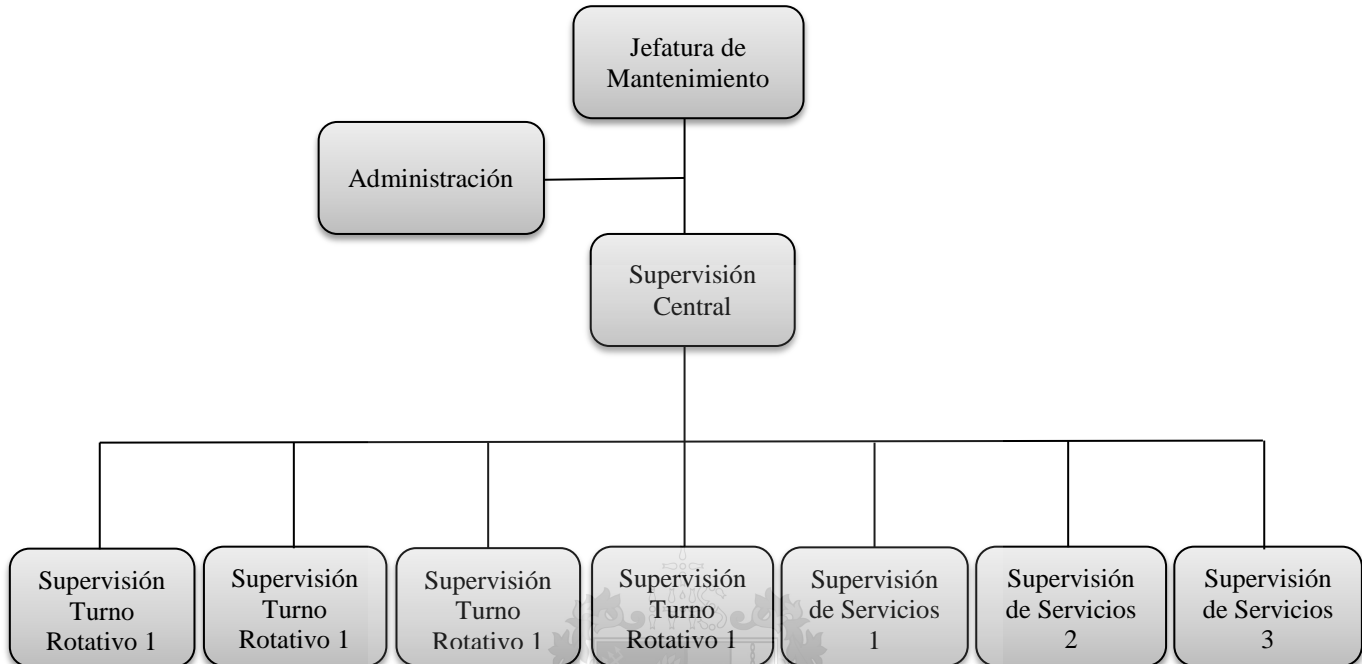 Jefatura de
Mantenimiento
Administración
Supervisión
Central
Supervisión
Turno
Rotativo 1
Supervisión
Turno
Rotativo 1
Supervisión
Turno
Rotativo 1
Supervisión
Turno
Rotativo 1
Supervisión
de Servicios
1
Supervisión
de Servicios
2
Supervisión
de Servicios
3